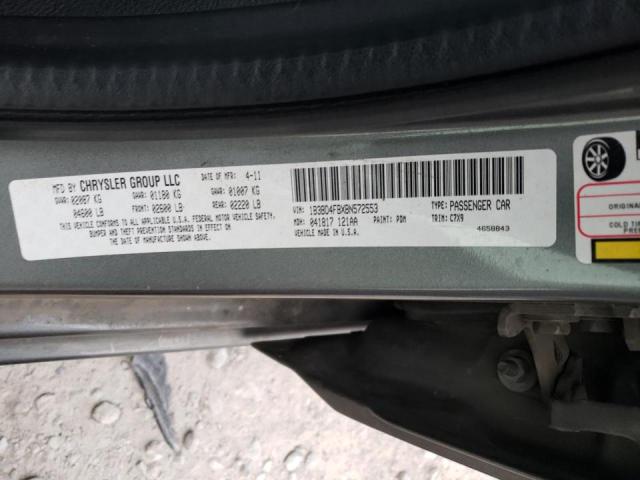 MFD BY CHRYSLER GROUP LLC DATE OF MFR 4-11
GVWR: 02087 KG GAWR: 01180 KG GAWR: 01007 KG
04600 LB FRONT: 02600 LB REAR: 02220 LB
THIS VEHICLE CONFORMS TO ALL APPLICABLE U.S.A. FEDERAL MOTOR VEHICLE SAFETY,
BUMPER AND THEFT PREVENTION STANDARDS IN EFFECT ON
THE DATE OF MANUFACTURE SHOWN ABOVE. MADE IN U.S.A.
VIN: 1B3BD4FBXBN572553 TYPE: PASSENGER CAR
MDH: 041817 121AA PAINT: PDM TRIM: C7X9
4658843
COLD